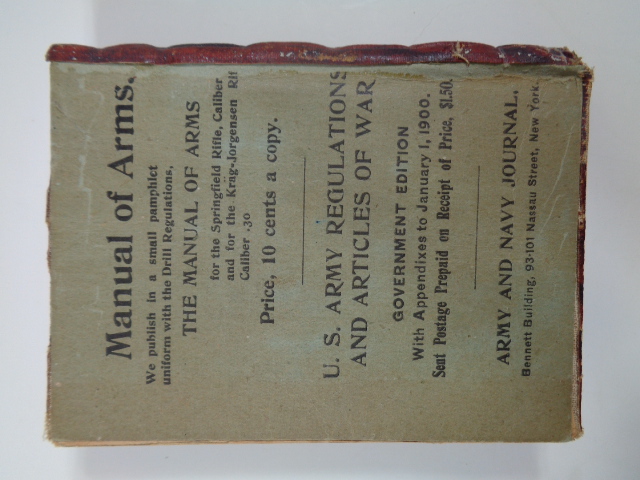 Manual of Arms.
We publish in a small pamphlet
uniform with the Drill Regulations,
THE MANUAL OF ARMS
for the Springfield Rifle, Caliber
and for the Krag-Jorgensen Rif
Caliber .30
Price, 10 cents a copy.
U. S. ARMY REGULATIONS
AND ARTICLES OF WAR
GOVERNMENT EDITION
With Appendixes to January 1, 1900.
Sent Postage Prepaid on Receipt of Price, $1.50.
ARMY AND NAVY JOURNAL,
Bennett Building, 93-101 Nassau Street, New York.